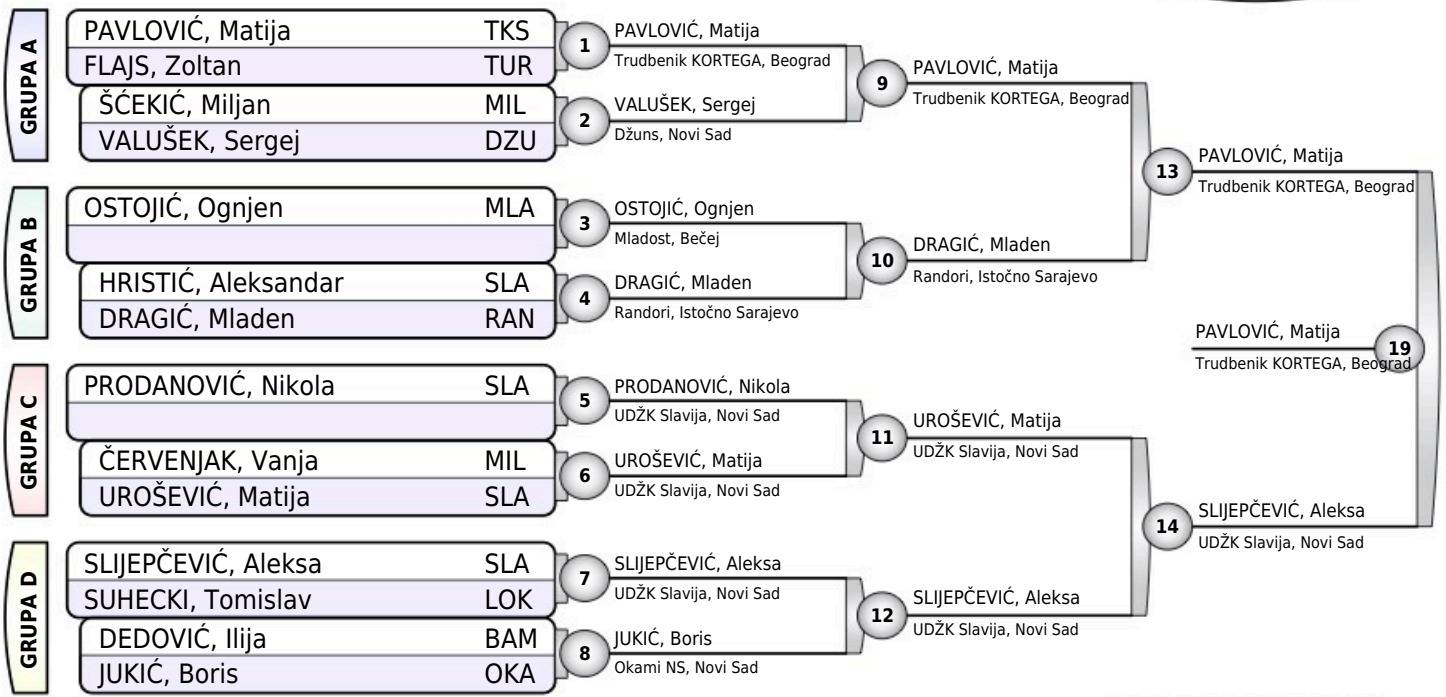 GRUPA A
PAVLOVIĆ, Matija TKS
FLAJS, Zoltan TUR
ŠĆEKIĆ, Miljan MIL
VALUŠEK, Sergej DZU
GRUPA B
OSTOJIĆ, Ognjen MLA
HRISTIĆ, Aleksandar SLA
DRAGIĆ, Mladen RAN
GRUPA C
PRODANOVIĆ, Nikola SLA
ČERVENJAK, Vanja MIL
UROŠEVIĆ, Matija SLA
GRUPA D
SLIJEPČEVIĆ, Aleksa SLA
SUHECKI, Tomislav LOK
DEDOVIĆ, Ilija BAM
JUKIĆ, Boris OKA
1
PAVLOVIĆ, Matija
Trudbenik KORTEGA, Beograd
2
VALUŠEK, Sergej
Džuns, Novi Sad
3
OSTOJIĆ, Ognjen
Mladost, Bečej
4
DRAGIĆ, Mladen
Randori, Istočno Sarajevo
5
PRODANOVIĆ, Nikola
UDŽK Slavija, Novi Sad
6
UROŠEVIĆ, Matija
UDŽK Slavija, Novi Sad
7
SLIJEPČEVIĆ, Aleksa
UDŽK Slavija, Novi Sad
8
JUKIĆ, Boris
Okami NS, Novi Sad
9
PAVLOVIĆ, Matija
Trudbenik KORTEGA, Beograd
10
DRAGIĆ, Mladen
Randori, Istočno Sarajevo
11
UROŠEVIĆ, Matija
UDŽK Slavija, Novi Sad
12
SLIJEPČEVIĆ, Aleksa
UDŽK Slavija, Novi Sad
13
PAVLOVIĆ, Matija
Trudbenik KORTEGA, Beograd
14
SLIJEPČEVIĆ, Aleksa
UDŽK Slavija, Novi Sad
PAVLOVIĆ, Matija
19
Trudbenik KORTEGA, Beograd